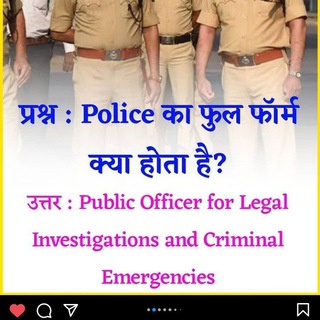 प्रश्न : Police का फुल फॉर्म
क्या होता है?
उत्तर : Public Officer for Legal
Investigations and Criminal
Emergencies